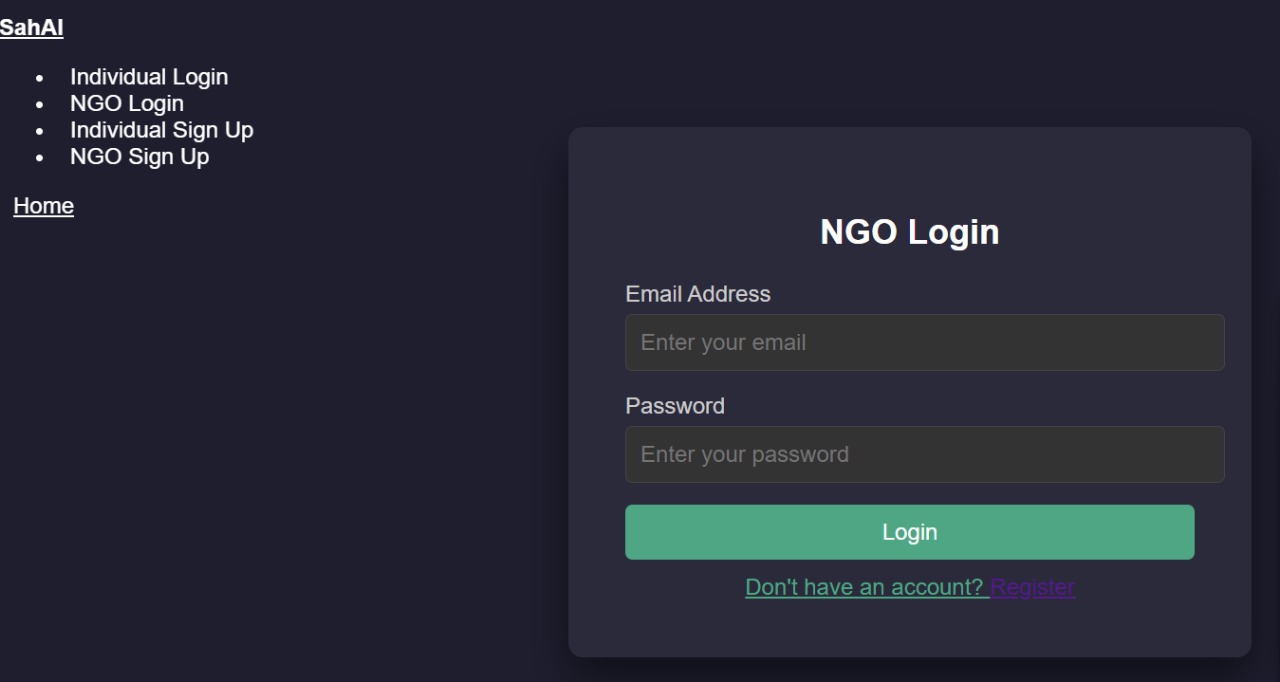 SahAI
Individual Login
NGO Login
Individual Sign Up
NGO Sign Up
Home
NGO Login
Email Address
Enter your email
Password
Enter your password
Login
Don't have an account? Register